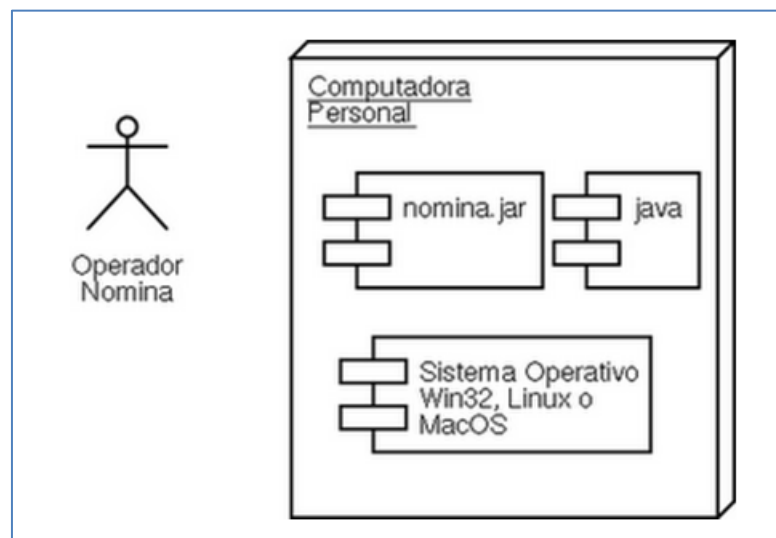 Computadora
Personal
nomina.jar
java
Operador
Nomina
Sistema Operativo
Win32, Linux o
MacOS